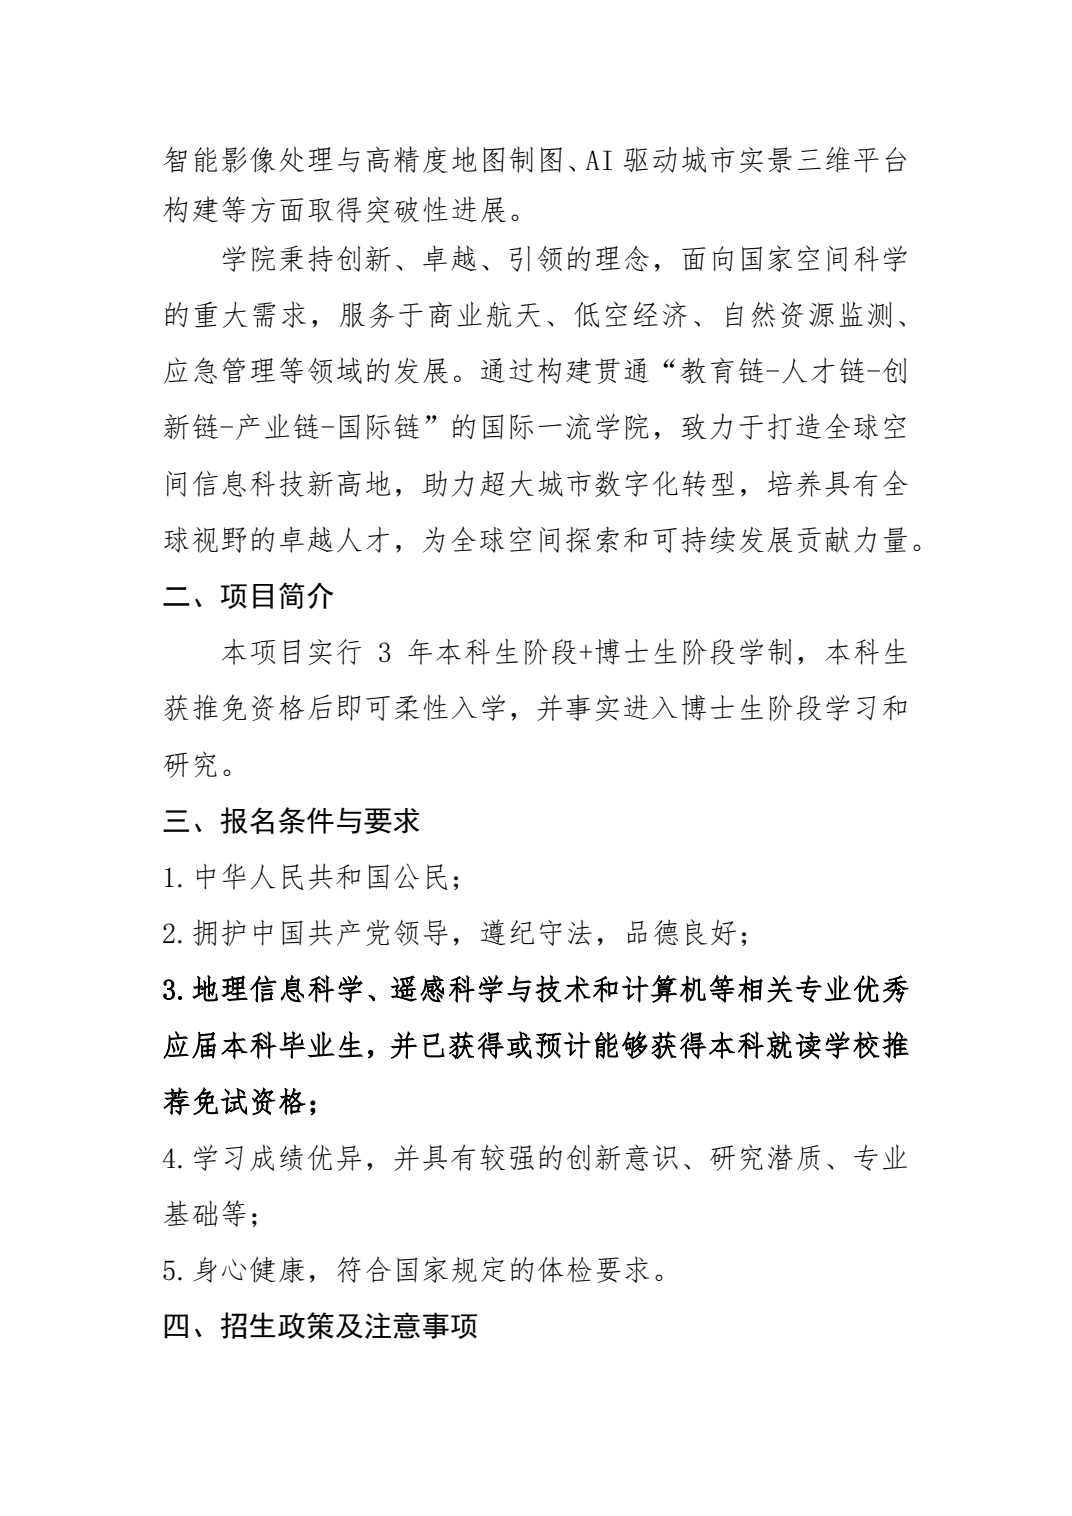 智能影像处理与高精度地图制图、AI 驱动城市实景三维平台
构建等方面取得突破性进展。
学院秉持创新、卓越、引领的理念，面向国家空间科学
的重大需求，服务于商业航天、低空经济、自然资源监测、
应急管理等领域的发展。通过构建贯通“教育链-人才链-创
新链-产业链-国际链”的国际一流学院，致力于打造全球空
间信息科技新高地，助力超大城市数字化转型，培养具有全
球视野的卓越人才，为全球空间探索和可持续发展贡献力量。
二、项目简介
本项目实行 3 年本科生阶段+博士生阶段学制，本科生
获推免资格后即可柔性入学，并事实进入博士生阶段学习和
研究。
三、报名条件与要求
1.中华人民共和国公民；
2.拥护中国共产党领导，遵纪守法，品德良好；
3.地理信息科学、遥感科学与技术和计算机等相关专业优秀
应届本科毕业生，并已获得或预计能够获得本科就读学校推
荐免试资格；
4.学习成绩优异，并具有较强的创新意识、研究潜质、专业
基础等；
5.身心健康，符合国家规定的体检要求。
四、招生政策及注意事项